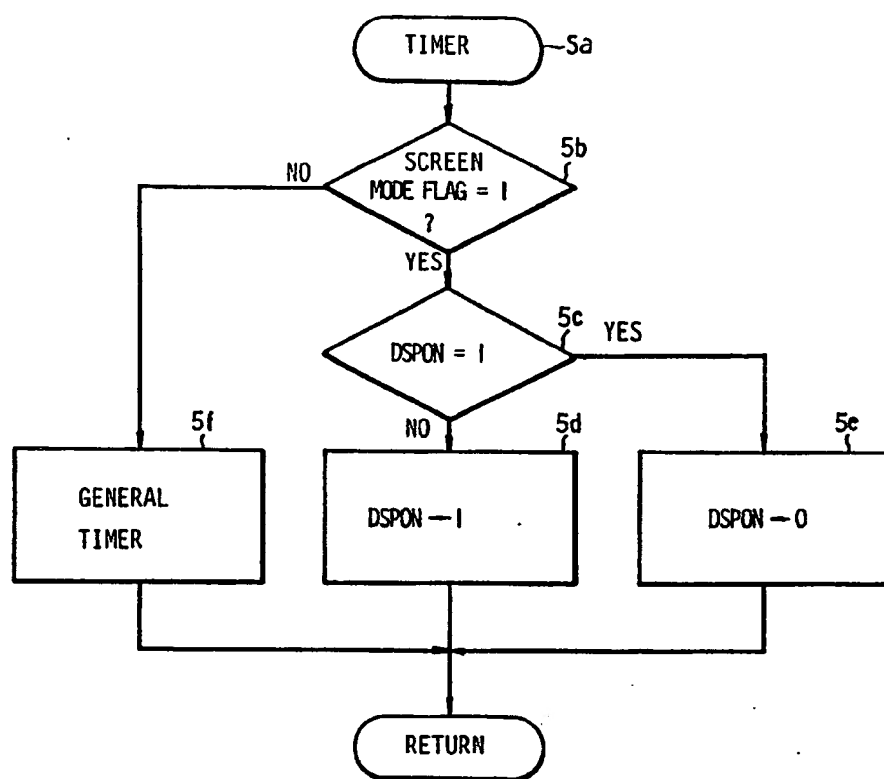 TIMER
5a
SCREEN
MODE FLAG = 1
?
5b
NO
YES
DSPON = 1
5c
YES
NO
5f
GENERAL
TIMER
5d
DSPON ← 1
5e
DSPON ← 0
RETURN